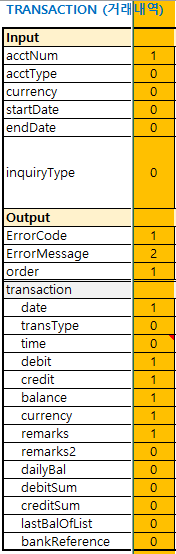 TRANSACTION (거래내역)
Input
acctNum 1
acctType 0
currency 0
startDate 0
endDate 0
inquiryType 0
Output
ErrorCode 1
ErrorMessage 2
order 1
transaction
date 1
transType 0
time 0
debit 1
credit 1
balance 1
currency 1
remarks 1
remarks2 0
dailyBal 0
debitSum 0
creditSum 0
lastBalOfList 0
bankReference 0